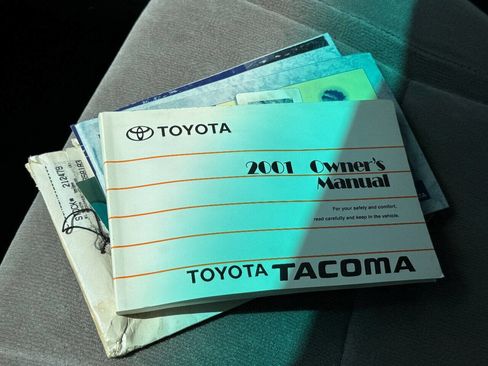 TOYOTA
2001 Owner's
Manual
For your safety and comfort,
read carefully and keep in the vehicle.
TOYOTA TACOMA